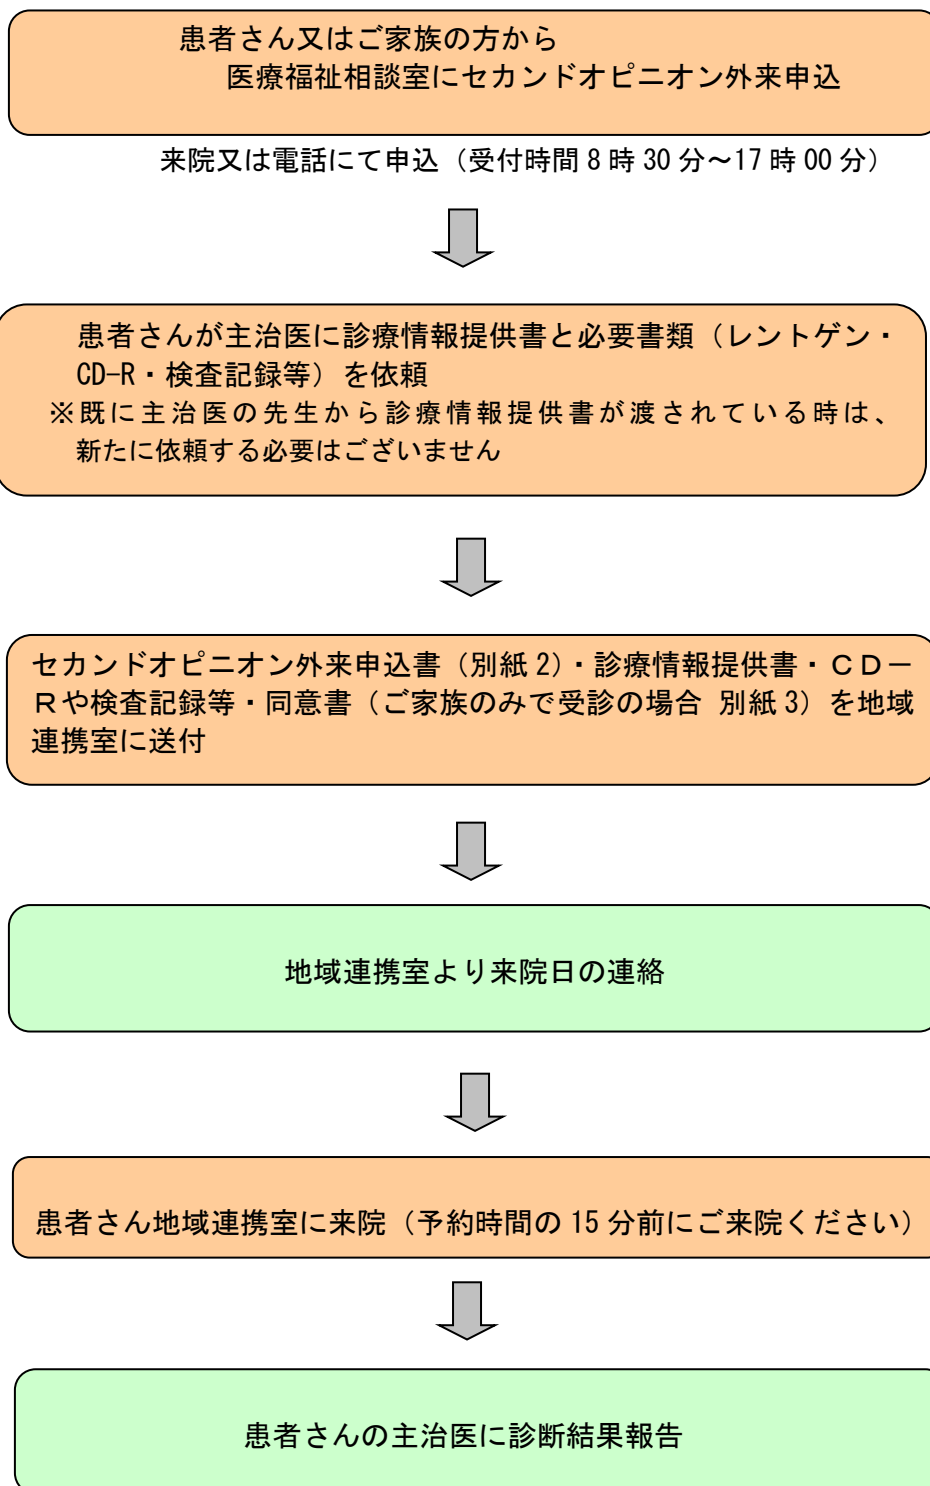 患者さん又はご家族の方から
医療福祉相談室にセカンドオピニオン外来申込
来院又は電話にて申込（受付時間 8 時 30 分～17 時 00 分）
患者さんが主治医に診療情報提供書と必要書類（レントゲン・
CD-R・検査記録等）を依頼
※既に主治医の先生から診療情報提供書が渡されている時は、
新たに依頼する必要はございません
セカンドオピニオン外来申込書（別紙 2）・診療情報提供書・ＣＤ－
Ｒや検査記録等・同意書（ご家族のみで受診の場合 別紙 3）を地域
連携室に送付
地域連携室より来院日の連絡
患者さん地域連携室に来院（予約時間の 15 分前にご来院ください）
患者さんの主治医に診断結果報告